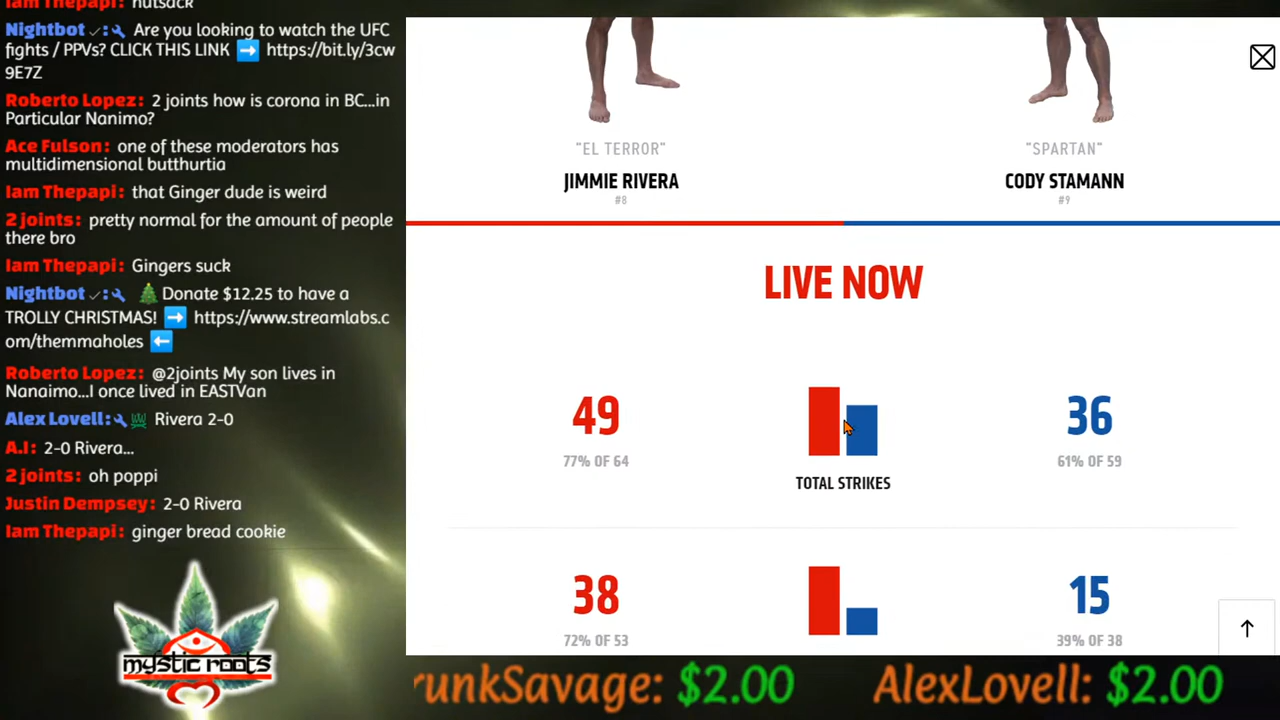 Iam Thepapi: nutsack
Nightbot ✓: Are you looking to watch the UFC
fights / PPVs? CLICK THIS LINK ➡️ https://bit.ly/3cw
9E7Z
Roberto Lopez: 2 joints how is corona in BC...in
Particular Nanimo?
Ace Fulson: one of these moderators has
multidimensional butthurtia
Iam Thepapi: that Ginger dude is weird
2 joints: pretty normal for the amount of people
there bro
Iam Thepapi: Gingers suck
Nightbot ✓: 🎄 Donate $12.25 to have a
TROLLY CHRISTMAS! ➡️ https://www.streamlabs.c
om/themmaholes ⬅️
Roberto Lopez: @2joints My son lives in
Nanaimo...I once lived in EASTVan
Alex Lovell: Rivera 2-0
A.I: 2-0 Rivera...
2 joints: oh poppi
Justin Dempsey: 2-0 Rivera
Iam Thepapi: ginger bread cookie
mystic roots
"EL TERROR"
JIMMIE RIVERA
#8
"SPARTAN"
CODY STAMANN
#9
LIVE NOW
49
77% OF 64
TOTAL STRIKES
36
61% OF 59
38
72% OF 53
15
39% OF 38
runkSavage: $2.00
AlexLovell: $2.00